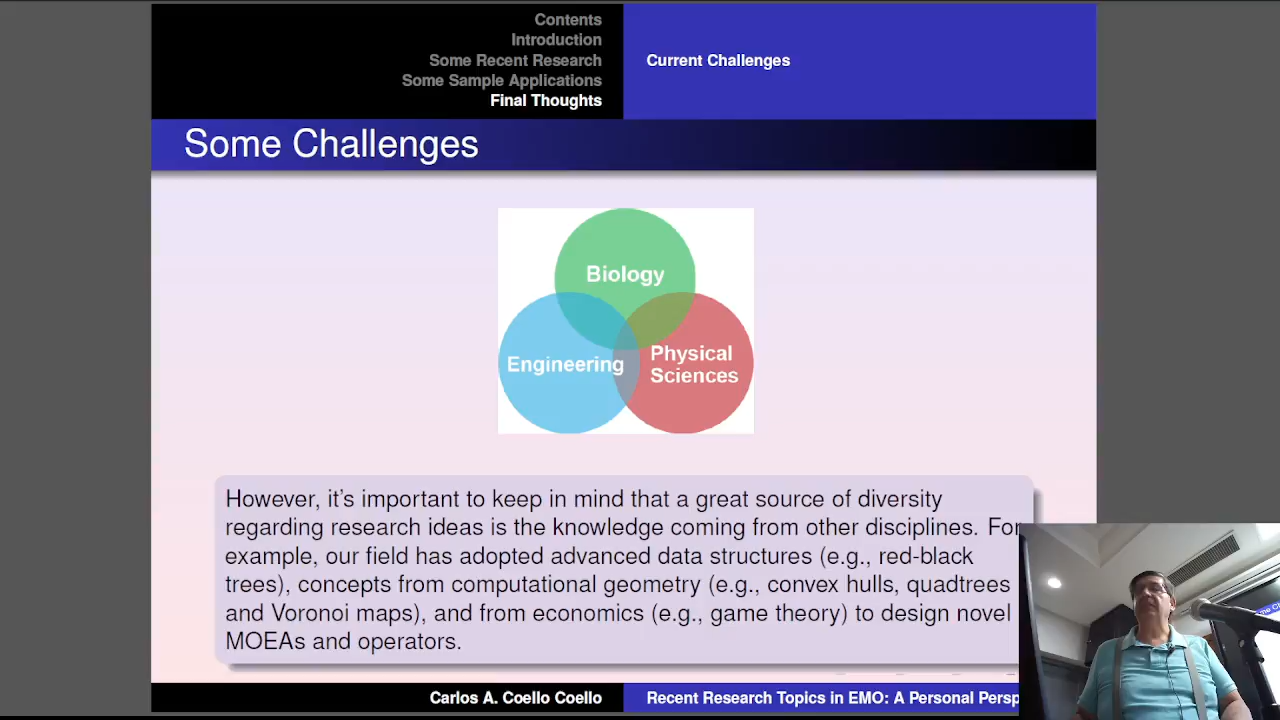 Contents
Introduction
Some Recent Research
Some Sample Applications
Final Thoughts
Current Challenges
Some Challenges
Biology
Engineering
Physical
Sciences
However, it's important to keep in mind that a great source of diversity
regarding research ideas is the knowledge coming from other disciplines. For
example, our field has adopted advanced data structures (e.g., red-black
trees), concepts from computational geometry (e.g., convex hulls, quadtrees
and Voronoi maps), and from economics (e.g., game theory) to design novel
MOEAs and operators.
Carlos A. Coello Coello
Recent Research Topics in EMO: A Personal Persp